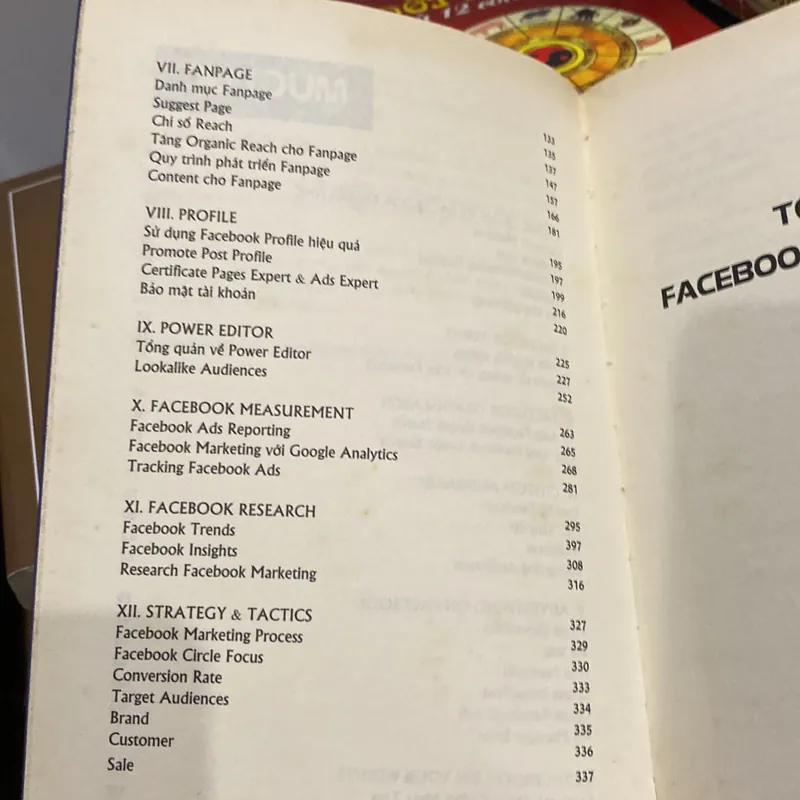 VII. FANPAGE 133
Danh mục Fanpage 135
Suggest Page 137
Chỉ số Reach 147
Tăng Organic Reach cho Fanpage 157
Quy trình phát triển Fanpage 166
Content cho Fanpage 181
VIII. PROFILE 195
Sử dụng Facebook Profile hiệu quả 197
Promote Post Profile 199
Certificate Pages Expert & Ads Expert 216
Bảo mật tài khoản 220
IX. POWER EDITOR 225
Tổng quản về Power Editor 227
Lookalike Audiences 252
X. FACEBOOK MEASUREMENT 263
Facebook Ads Reporting 265
Facebook Marketing với Google Analytics 268
Tracking Facebook Ads 281
XI. FACEBOOK RESEARCH 295
Facebook Trends 397
Facebook Insights 308
Research Facebook Marketing 316
XII. STRATEGY & TACTICS 327
Facebook Marketing Process 329
Facebook Circle Focus 330
Conversion Rate 333
Target Audiences 334
Brand 335
Customer 336
Sale 337
TO
FACEBOO